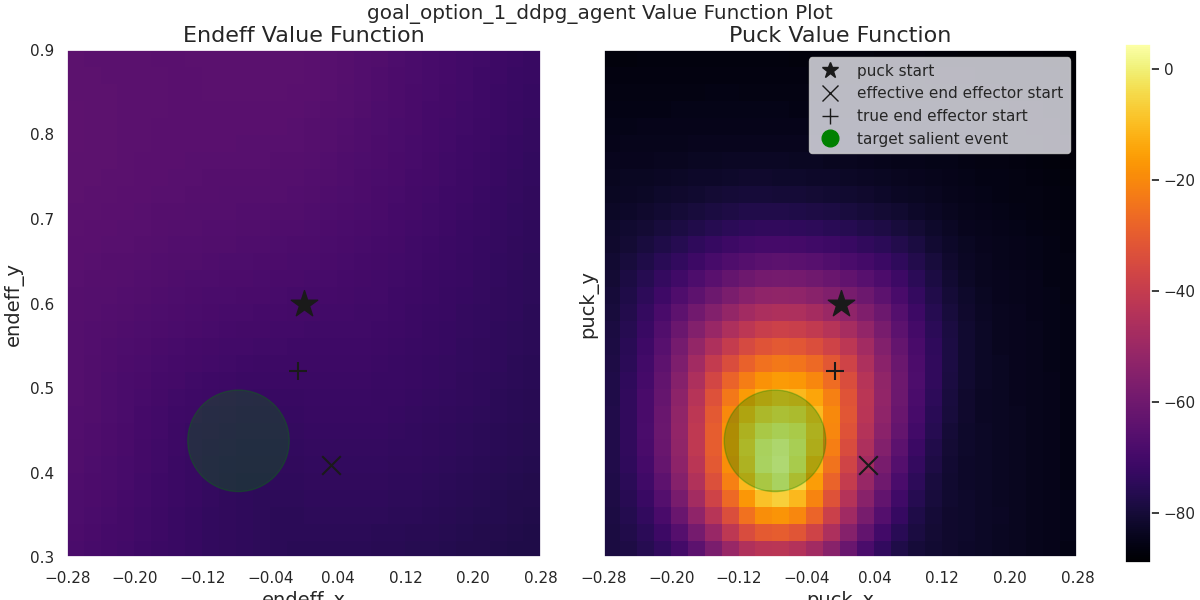 goal_option_1_ddpg_agent Value Function Plot
Endeff Value Function
Puck Value Function
0.9
0.8
0.7
0.6
0.5
0.4
0.3
endeff_y
−0.28 −0.20 −0.12 −0.04 0.04 0.12 0.20 0.28
endeff_x
puck_y
puck start
effective end effector start
true end effector start
target salient event
−0.28 −0.20 −0.12 −0.04 0.04 0.12 0.20 0.28
puck_x
0
−20
−40
−60
−80